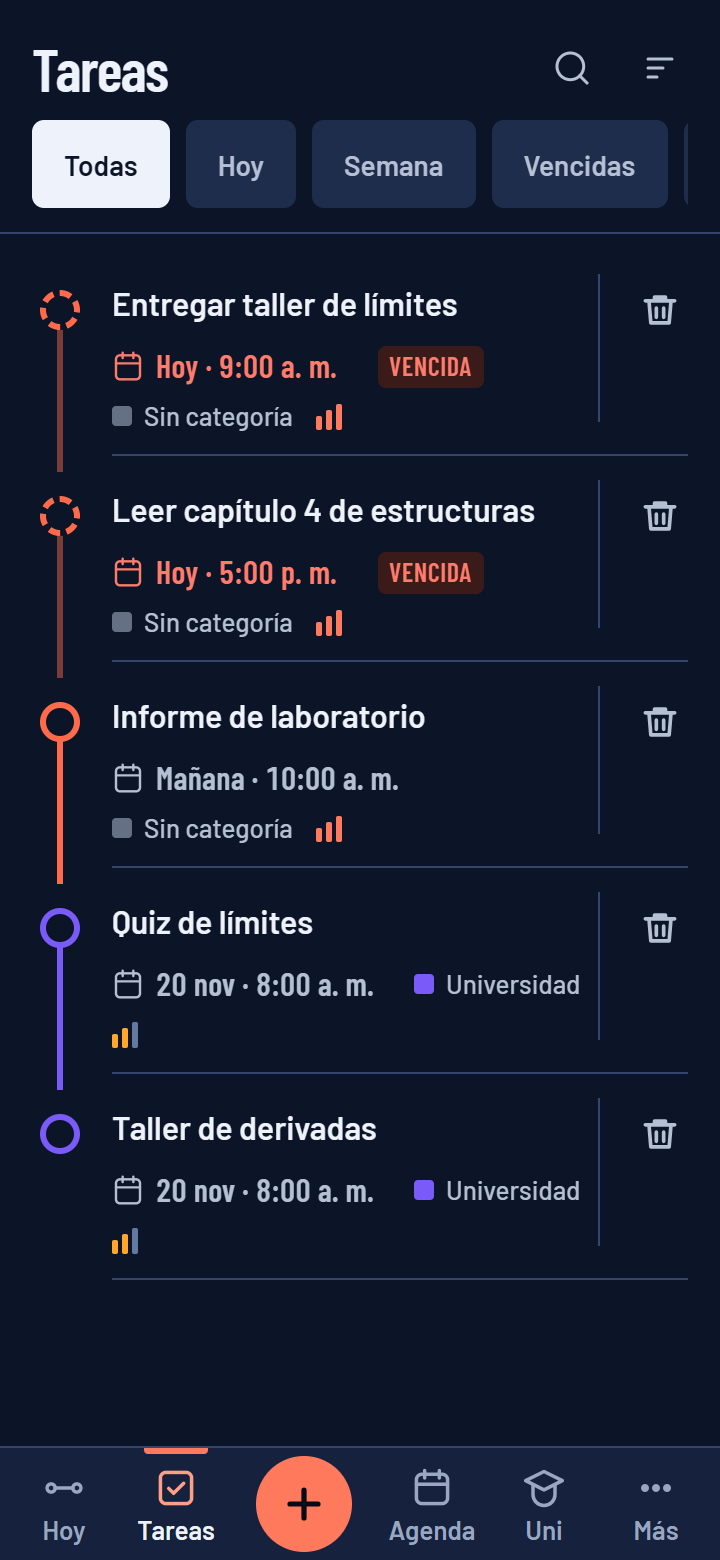 Tareas
Todas Hoy Semana Vencidas
Entregar taller de límites
Hoy · 9:00 a. m. VENCIDA
Sin categoría
Leer capítulo 4 de estructuras
Hoy · 5:00 p. m. VENCIDA
Sin categoría
Informe de laboratorio
Mañana · 10:00 a. m.
Sin categoría
Quiz de límites
20 nov · 8:00 a. m. Universidad
Taller de derivadas
20 nov · 8:00 a. m. Universidad
Hoy Tareas Agenda Uni Más